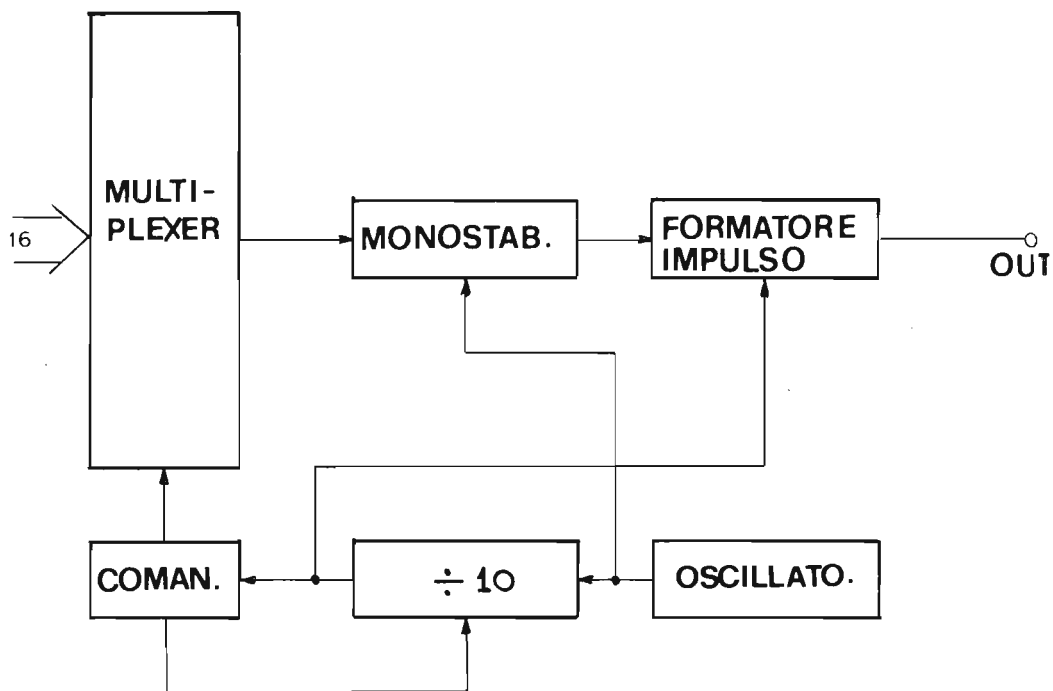 MULTI-
PLEXER
16
MONOSTAB.
FORMATORE
IMPULSO
OUT
COMAN.
÷ 10
OSCILLATO.